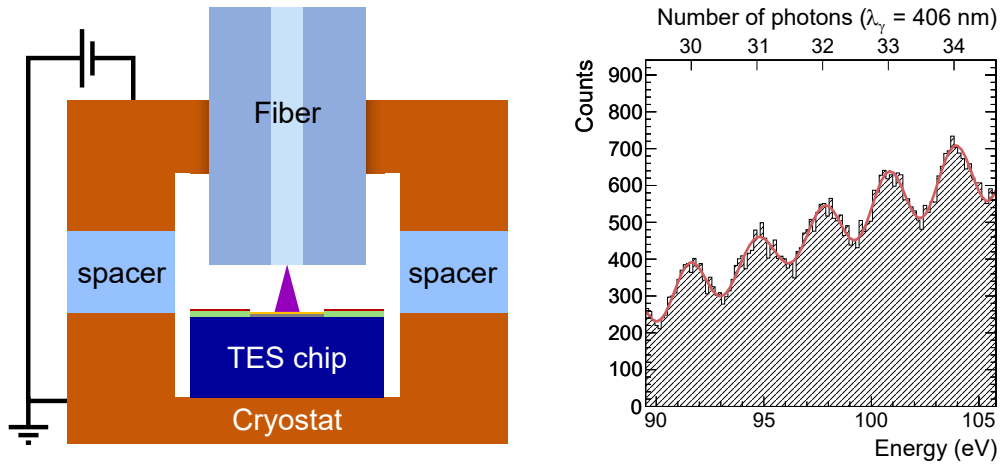 Fiber
spacer
spacer
TES chip
Cryostat
Number of photons (λγ = 406 nm)
30 31 32 33 34
Counts
900
800
700
600
500
400
300
200
100
0
90 95 100 105
Energy (eV)